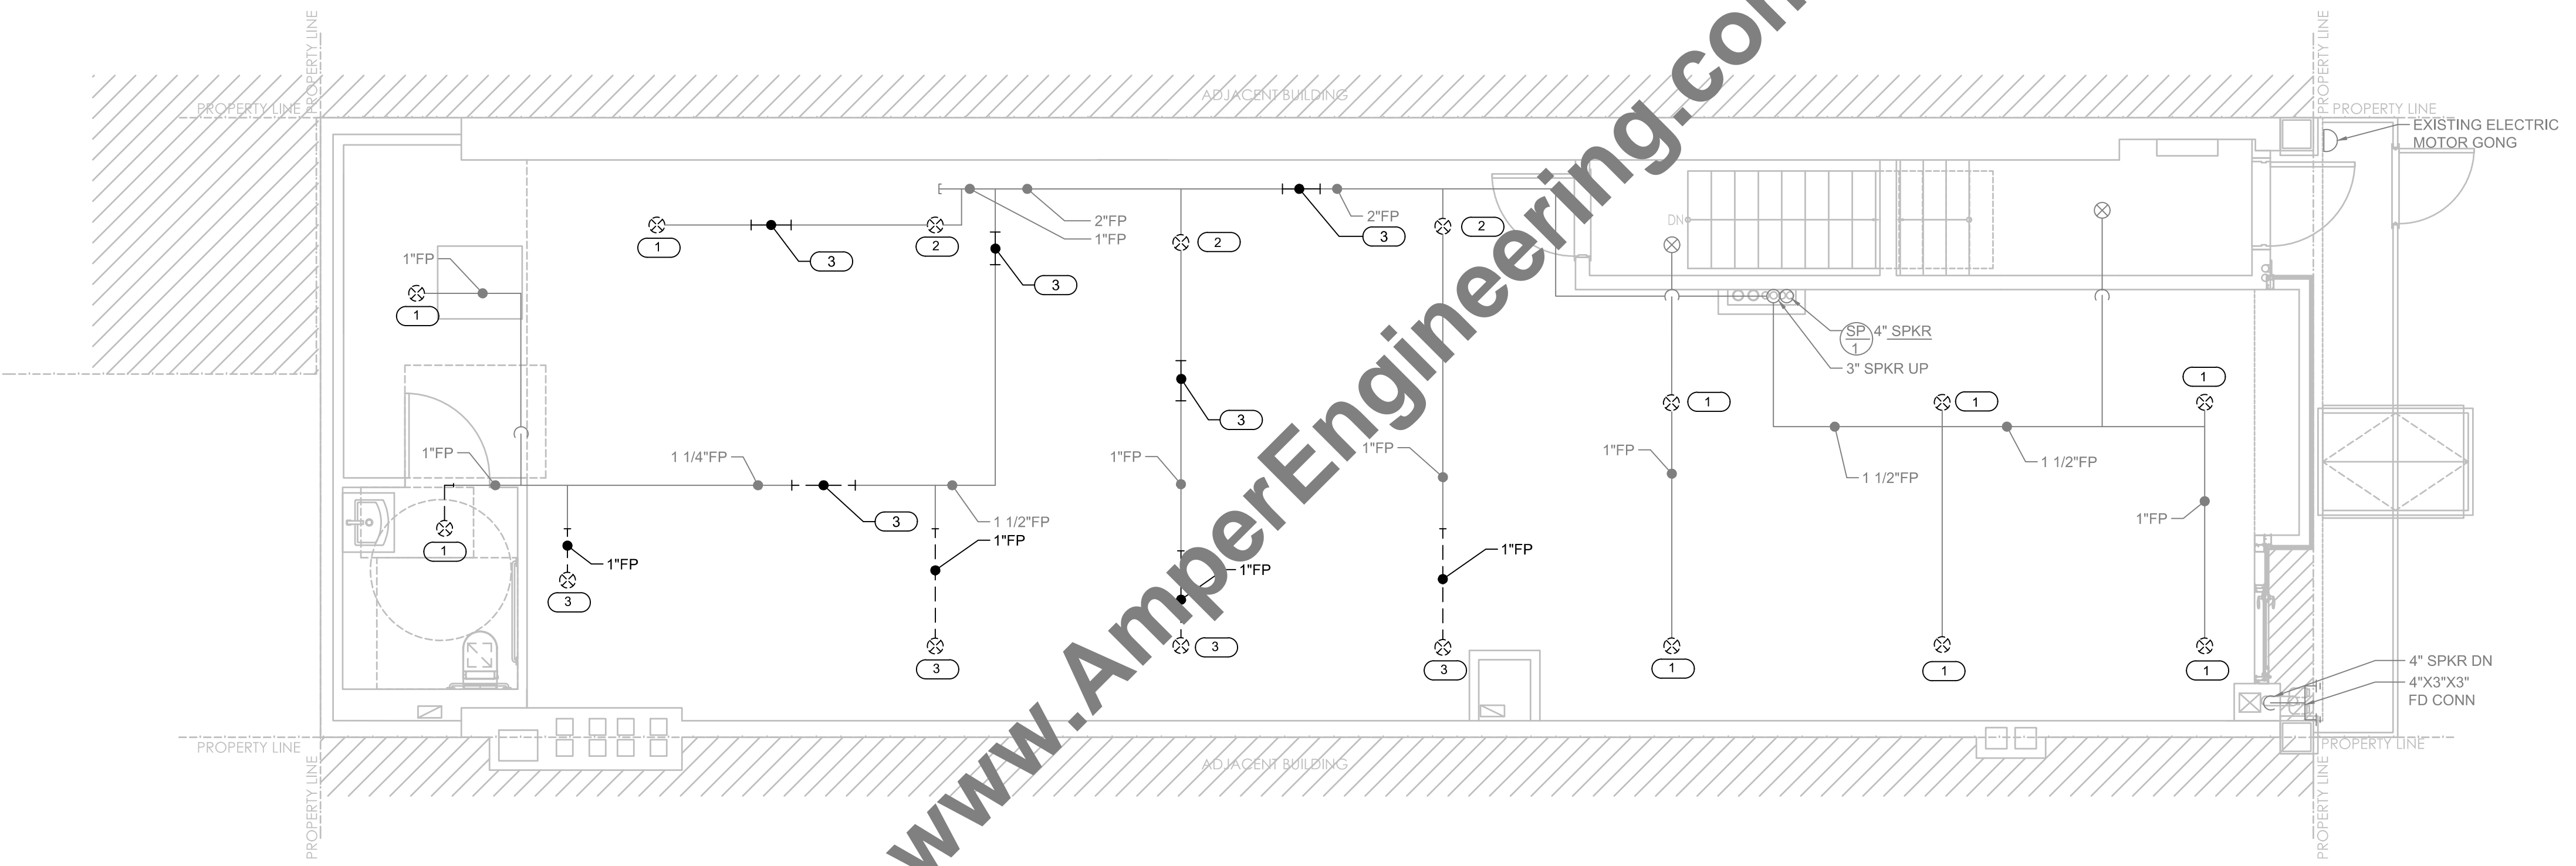 PROPERTY LINE
PROPERTY LINE
PROPERTY LINE
ADJACENT BUILDING
PROPERTY LINE
EXISTING ELECTRIC
MOTOR GONG
2"FP
1"FP
2"FP
3
2
2
2
1
3
3
DN
1"FP
1
SP
1
4" SPKR
3" SPKR UP
1
1
1
3
1"FP
1 1/4"FP
1"FP
1"FP
1"FP
1 1/2"FP
1 1/2"FP
3
1 1/2"FP
1"FP
1"FP
1
1"FP
1"FP
1"FP
3
3
3
3
1
1
1
4" SPKR DN
4"X3"X3"
FD CONN
PROPERTY LINE
PROPERTY LINE
ADJACENT BUILDING
PROPERTY LINE
PROPERTY LINE
www.AmperEngineering.com